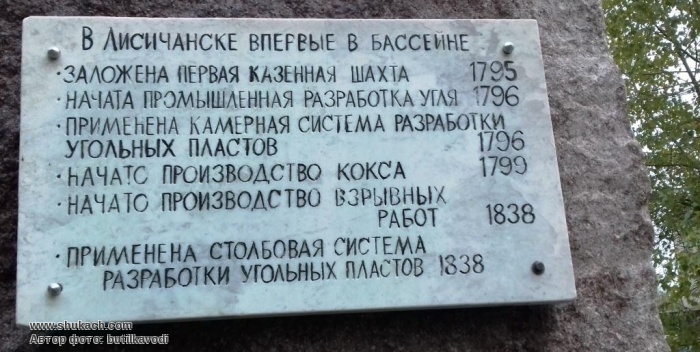 В ЛИСИЧАНСКЕ ВПЕРВЫЕ В БАССЕЙНЕ
·ЗАЛОЖЕНА ПЕРВАЯ КАЗЕННАЯ ШАХТА 1795
·НАЧАТА ПРОМЫШЛЕННАЯ РАЗРАБОТКА УГЛЯ 1796
·ПРИМЕНЕНА КАМЕРНАЯ СИСТЕМА РАЗРАБОТКИ
УГОЛЬНЫХ ПЛАСТОВ 1796
·НАЧАТО ПРОИЗВОДСТВО КОКСА 1799
·НАЧАТО ПРОИЗВОДСТВО ВЗРЫВНЫХ
РАБОТ 1838
·ПРИМЕНЕНА СТОЛБОВАЯ СИСТЕМА
РАЗРАБОТКИ УГОЛЬНЫХ ПЛАСТОВ 1838
www.shukach.com
Автор фото: butilkavodi